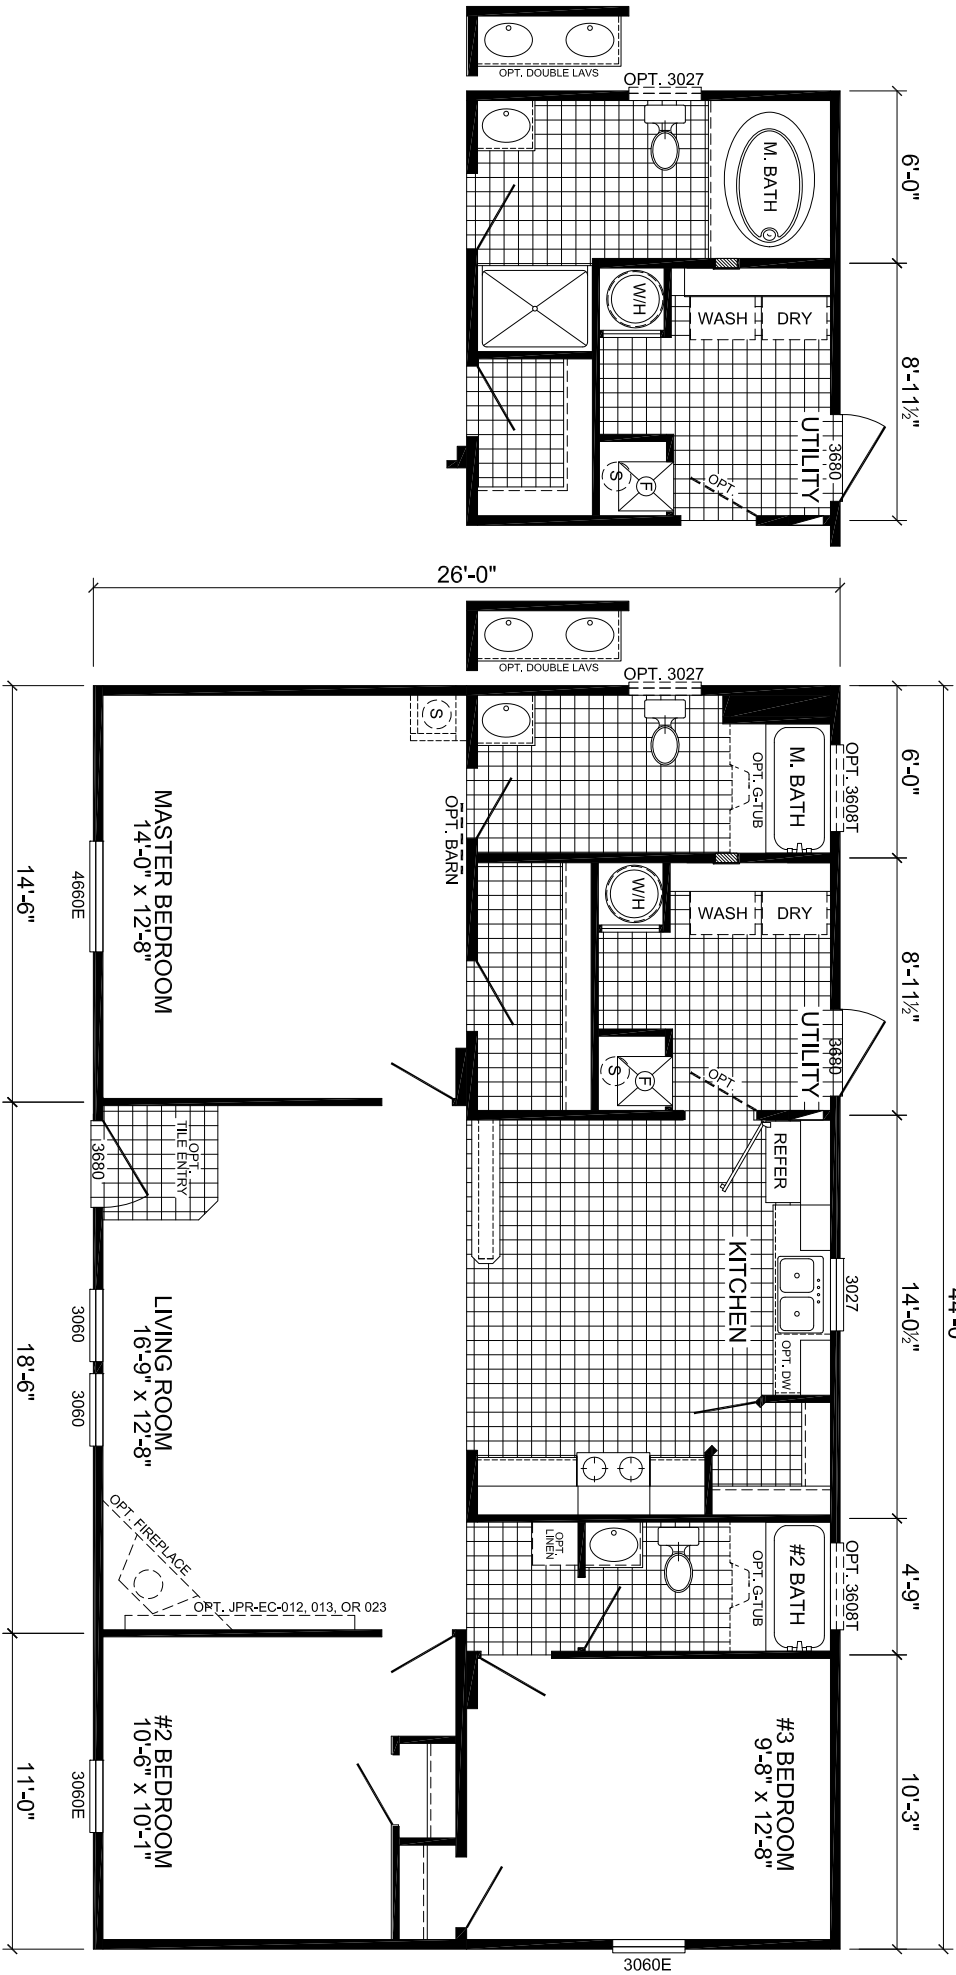 OPT. DOUBLE LAVS
OPT. 3027
M. BATH
6'-0"
W/H
WASH
DRY
8'-11½"
UTILITY
3680
OPT.
F
S
26'-0"
OPT. DOUBLE LAVS
OPT. 3027
S
M. BATH
OPT. G-TUB
OPT. 3608T
6'-0"
OPT. BARN
MASTER BEDROOM
14'-0" x 12'-8"
4660E
14'-6"
W/H
WASH
DRY
8'-11½"
UTILITY
3680
OPT.
F
S
OPT.
TILE ENTRY
3680
REFER
KITCHEN
3027
14'-0½"
OPT. DW
LIVING ROOM
16'-9" x 12'-8"
3060
3060
18'-6"
OPT. FIREPLACE
OPT. JPR-EC-012, 013, OR 023
OPT.
LINEN
#2 BATH
OPT. G-TUB
OPT. 3608T
4'-9"
#2 BEDROOM
10'-6" x 10'-1"
3060E
11'-0"
#3 BEDROOM
9'-8" x 12'-8"
10'-3"
3060E